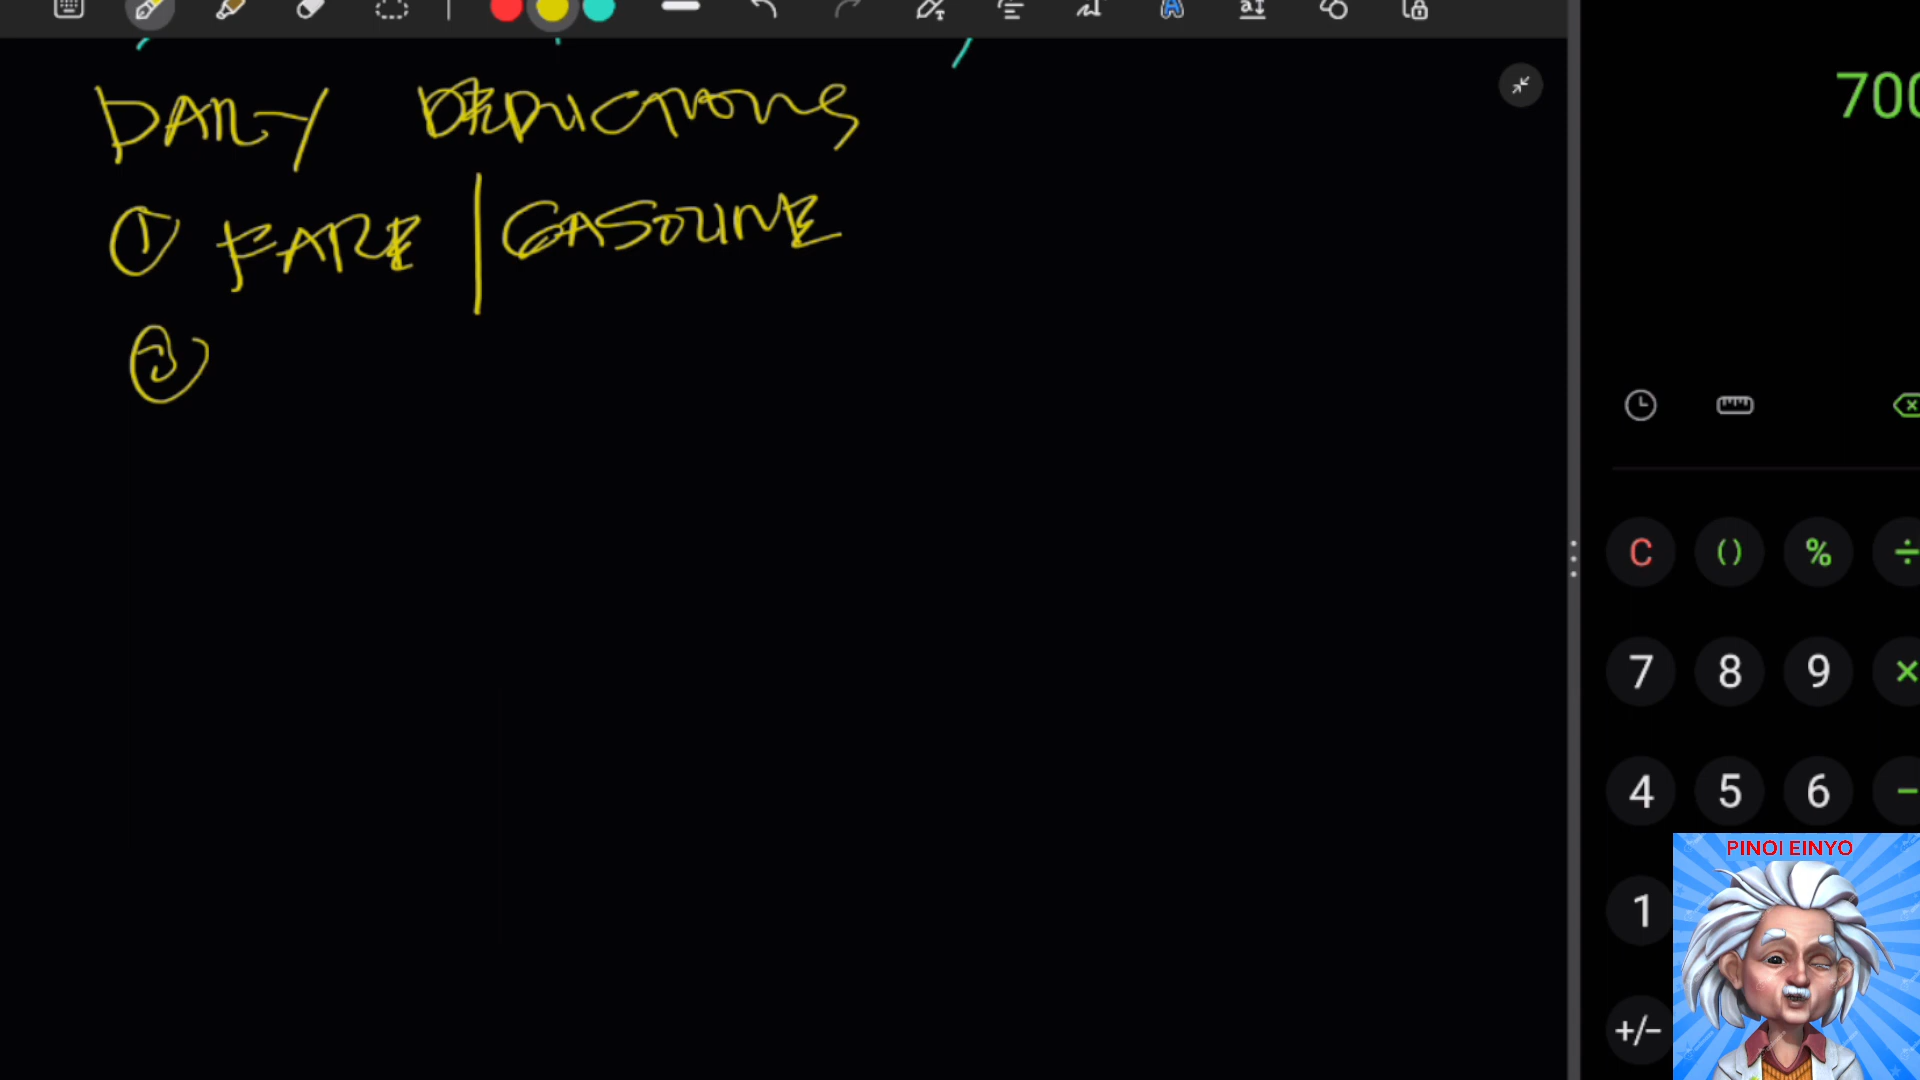 DAILY DEDUCTIONS
① FARE | GASOLINE
②
700
C () % ÷
7 8 9 ×
4 5 6 −
1
+/−
PINOI EINYO